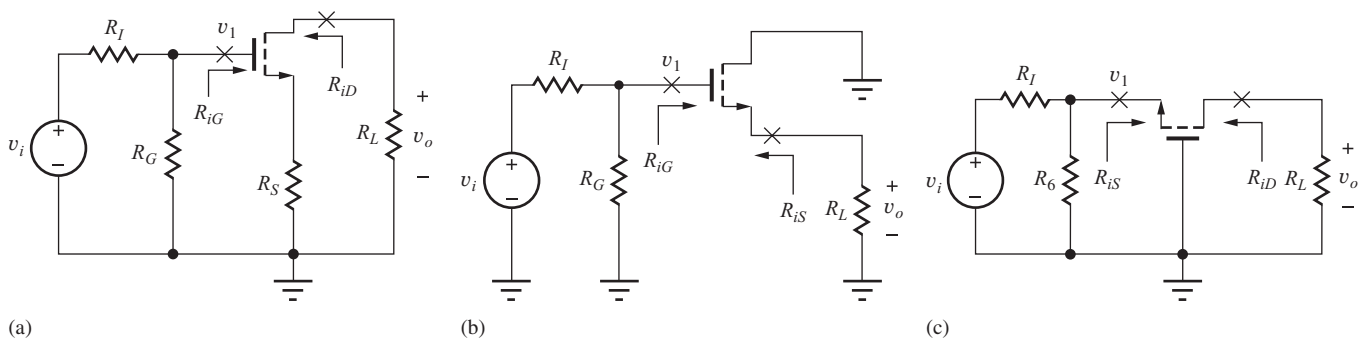 R_I
v_1
R_iG
R_iD
+
v_i
−
R_G
R_S
R_L
+
v_o
−
(a)
R_I
v_1
R_iG
+
v_i
−
R_G
R_iS
R_L
+
v_o
−
(b)
R_I
v_1
R_iS
+
v_i
−
R_6
R_iD
R_L
+
v_o
−
(c)